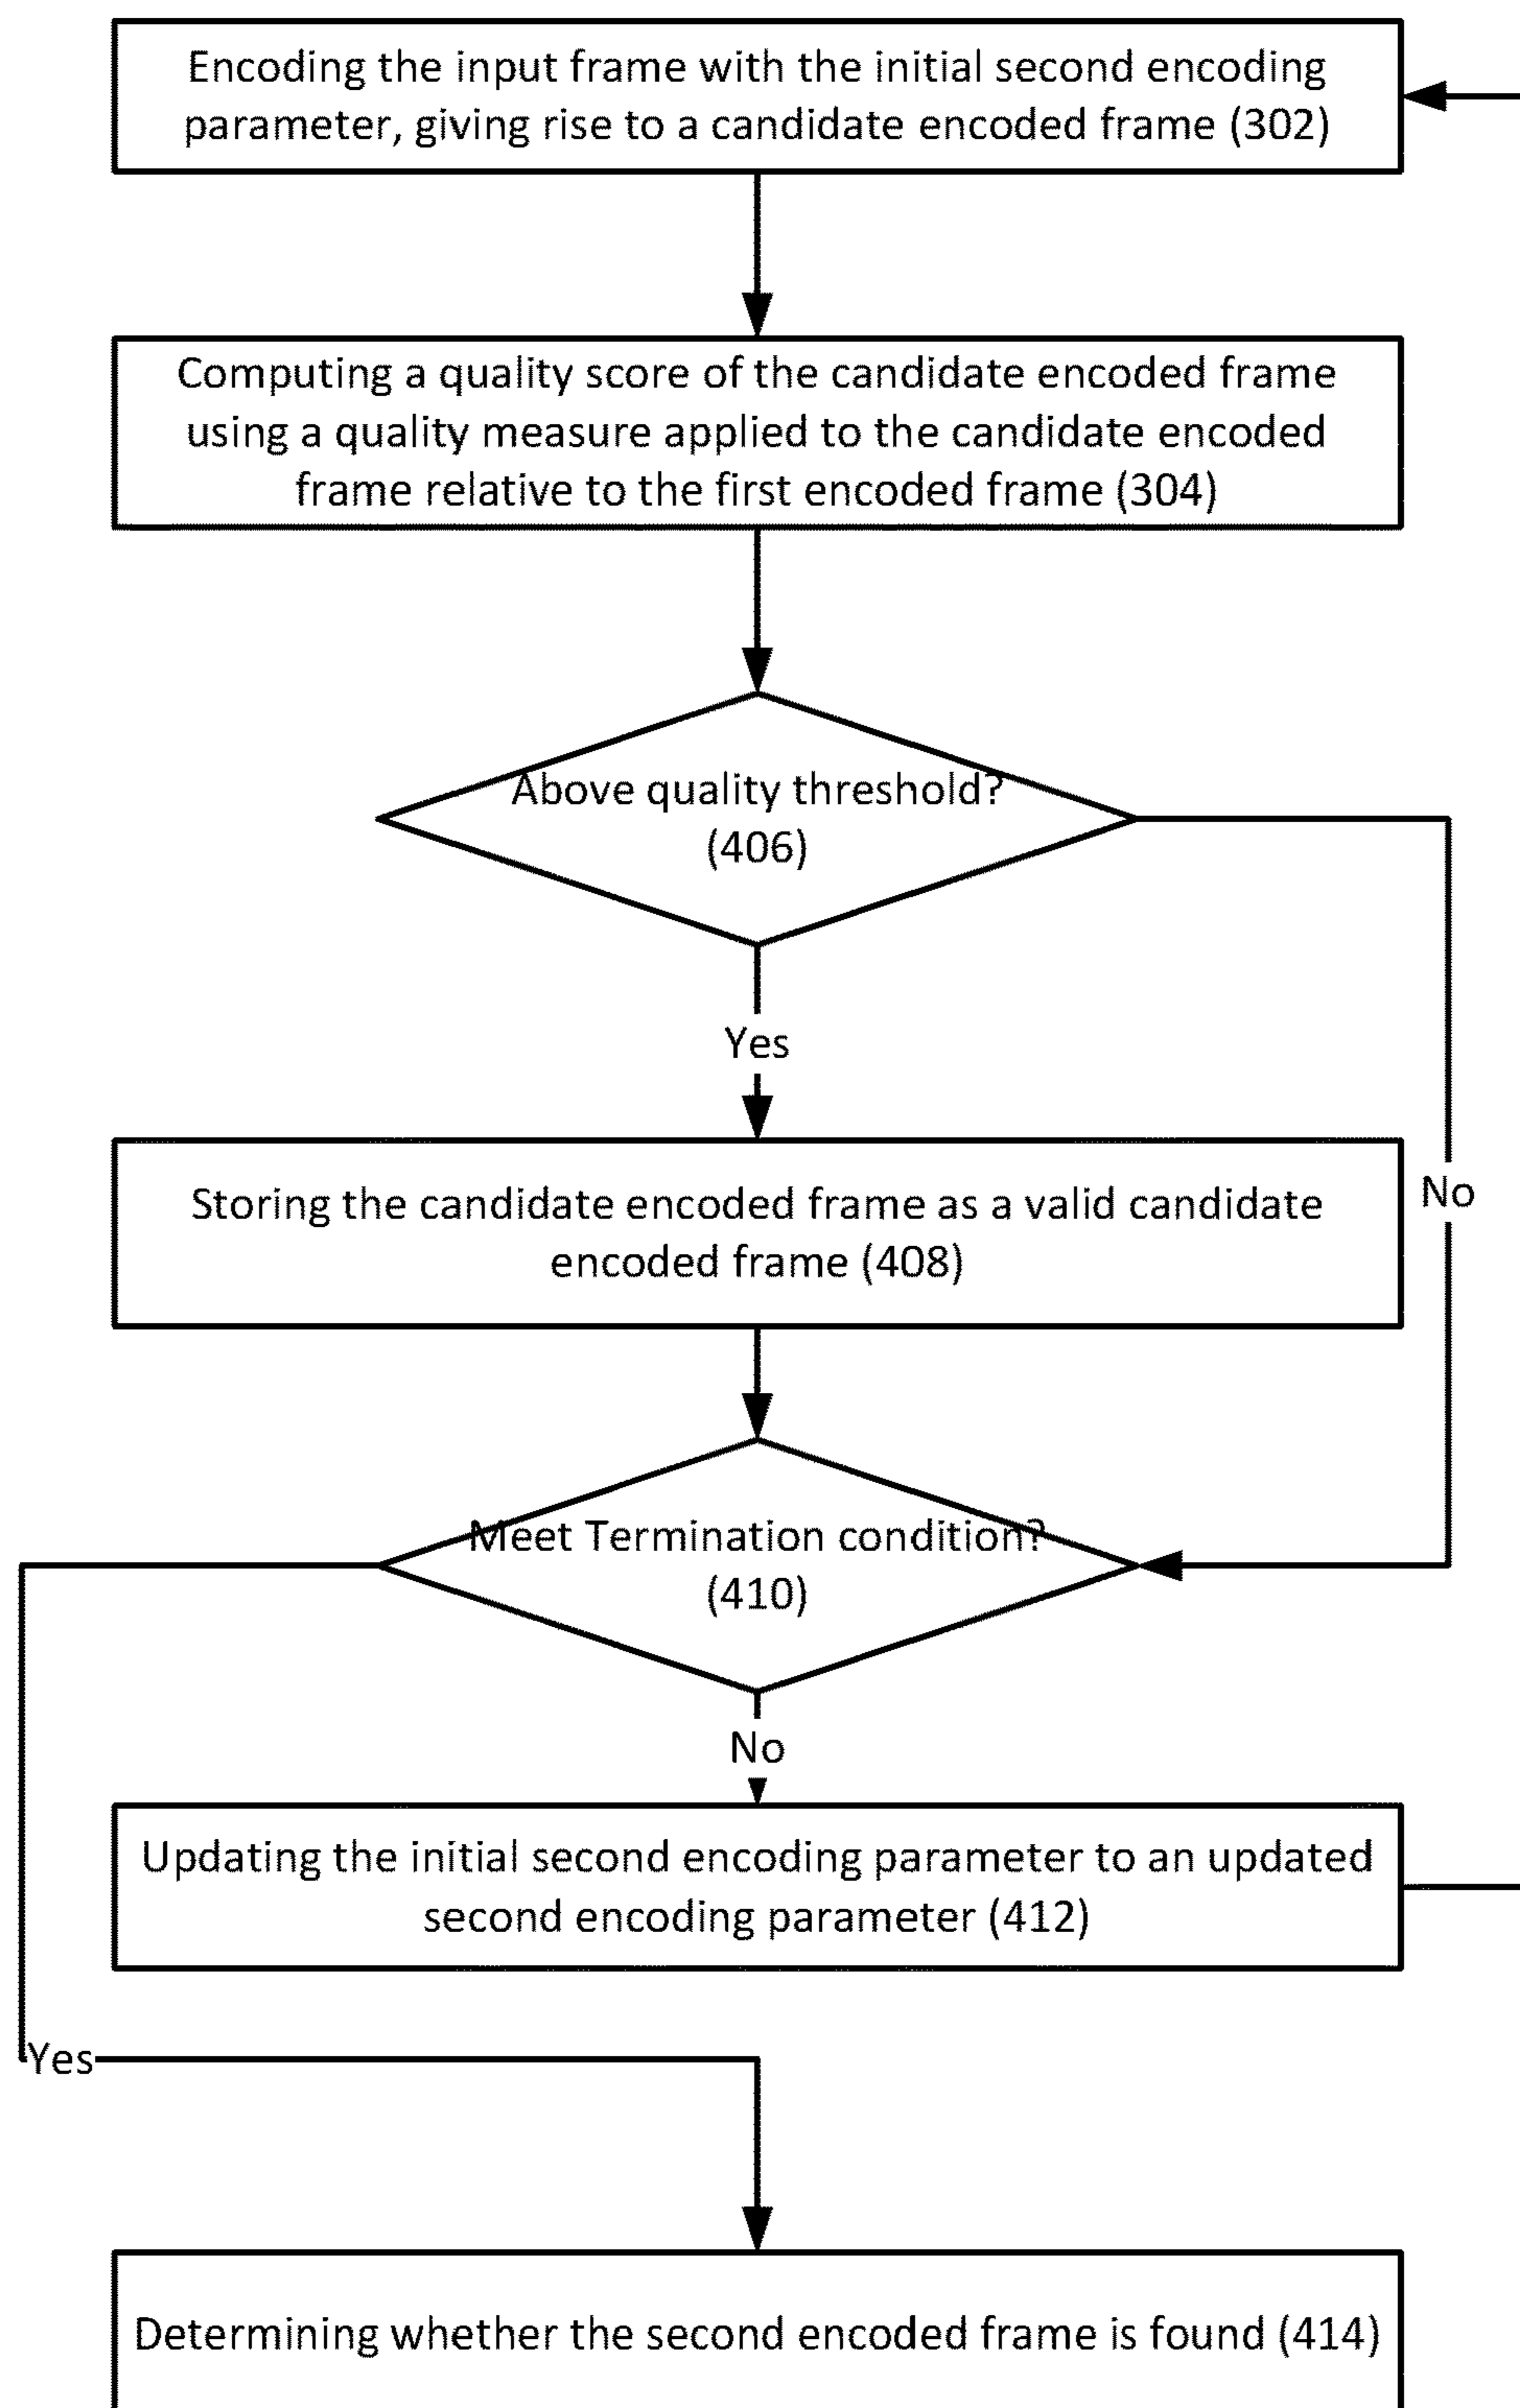 Encoding the input frame with the initial second encoding
parameter, giving rise to a candidate encoded frame (302)
Computing a quality score of the candidate encoded frame
using a quality measure applied to the candidate encoded
frame relative to the first encoded frame (304)
Above quality threshold?
(406)
Yes
Storing the candidate encoded frame as a valid candidate
encoded frame (408)
No
Meet Termination condition?
(410)
No
Updating the initial second encoding parameter to an updated
second encoding parameter (412)
Yes
Determining whether the second encoded frame is found (414)